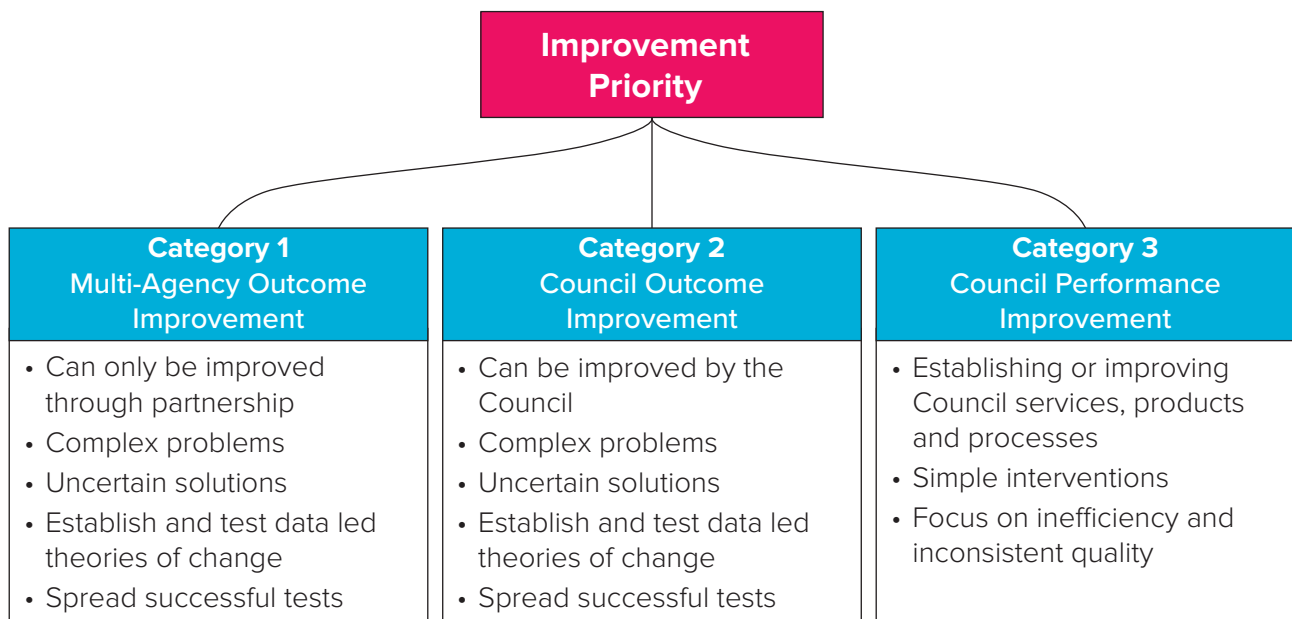 Improvement
Priority
Category 1
Multi-Agency Outcome
Improvement
• Can only be improved
through partnership
• Complex problems
• Uncertain solutions
• Establish and test data led
theories of change
• Spread successful tests
Category 2
Council Outcome
Improvement
• Can be improved by the
Council
• Complex problems
• Uncertain solutions
• Establish and test data led
theories of change
• Spread successful tests
Category 3
Council Performance
Improvement
• Establishing or improving
Council services, products
and processes
• Simple interventions
• Focus on inefficiency and
inconsistent quality